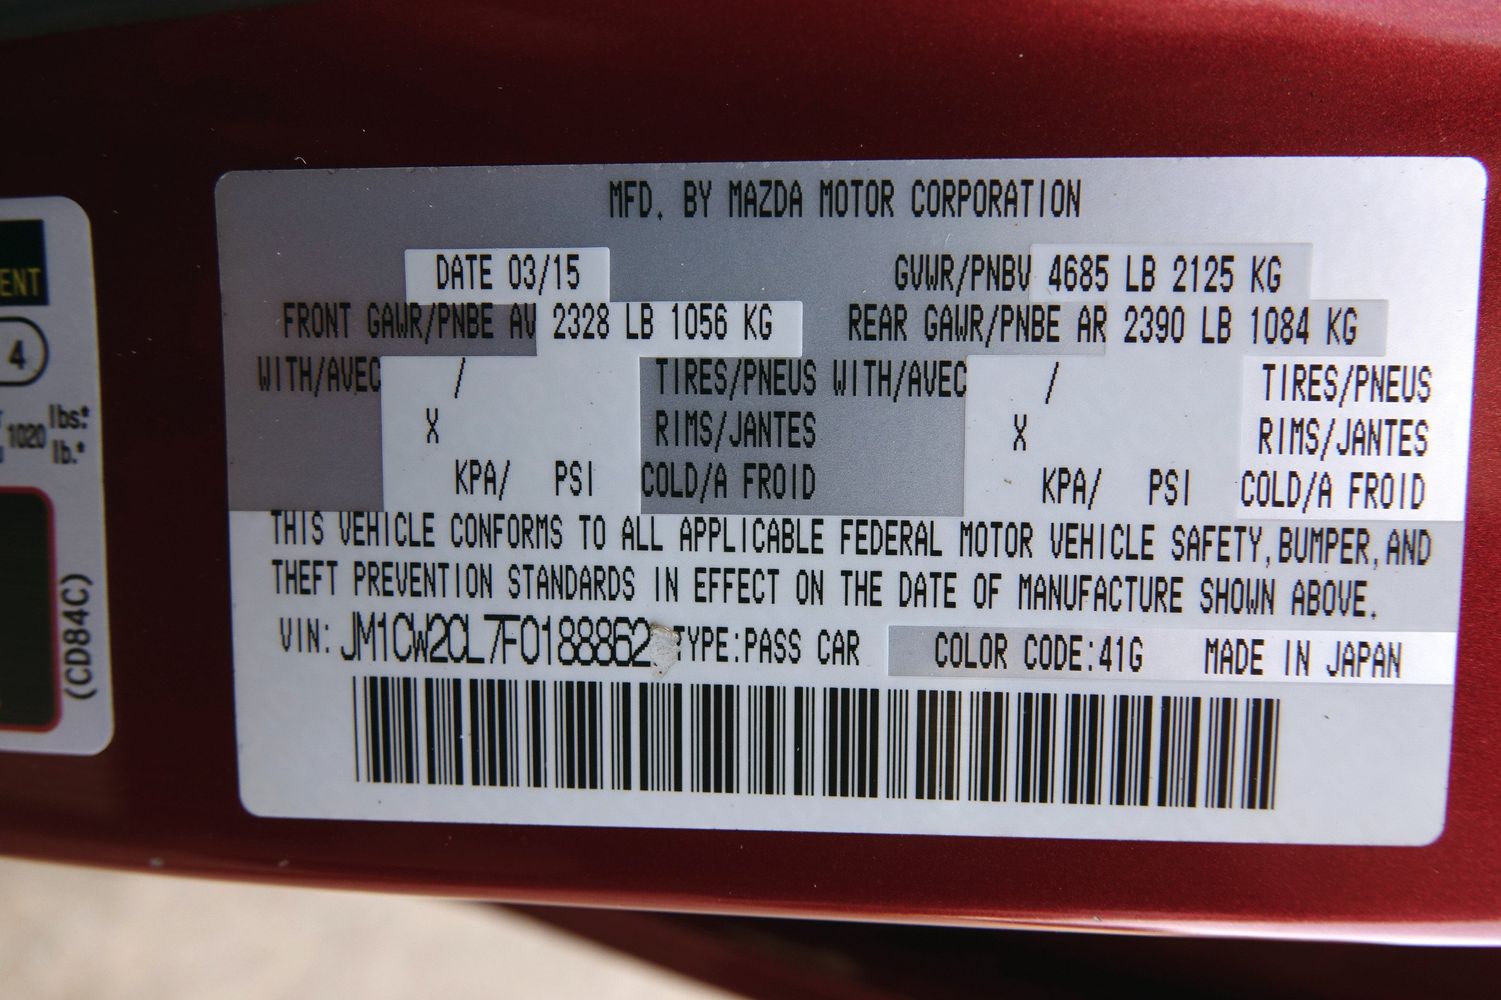 MFD. BY MAZDA MOTOR CORPORATION
DATE 03/15 GVWR/PNBV 4685 LB 2125 KG
FRONT GAWR/PNBE AV 2328 LB 1056 KG REAR GAWR/PNBE AR 2390 LB 1084 KG
WITH/AVEC / TIRES/PNEUS WITH/AVEC / TIRES/PNEUS
X RIMS/JANTES X RIMS/JANTES
KPA/ PSI COLD/A FROID KPA/ PSI COLD/A FROID
THIS VEHICLE CONFORMS TO ALL APPLICABLE FEDERAL MOTOR VEHICLE SAFETY,BUMPER,AND
THEFT PREVENTION STANDARDS IN EFFECT ON THE DATE OF MANUFACTURE SHOWN ABOVE.
VIN: JM1CW2CL7F0188862 TYPE:PASS CAR COLOR CODE:41G MADE IN JAPAN
ENT
4
1020 lbs.*
lb.*
(CD84C)